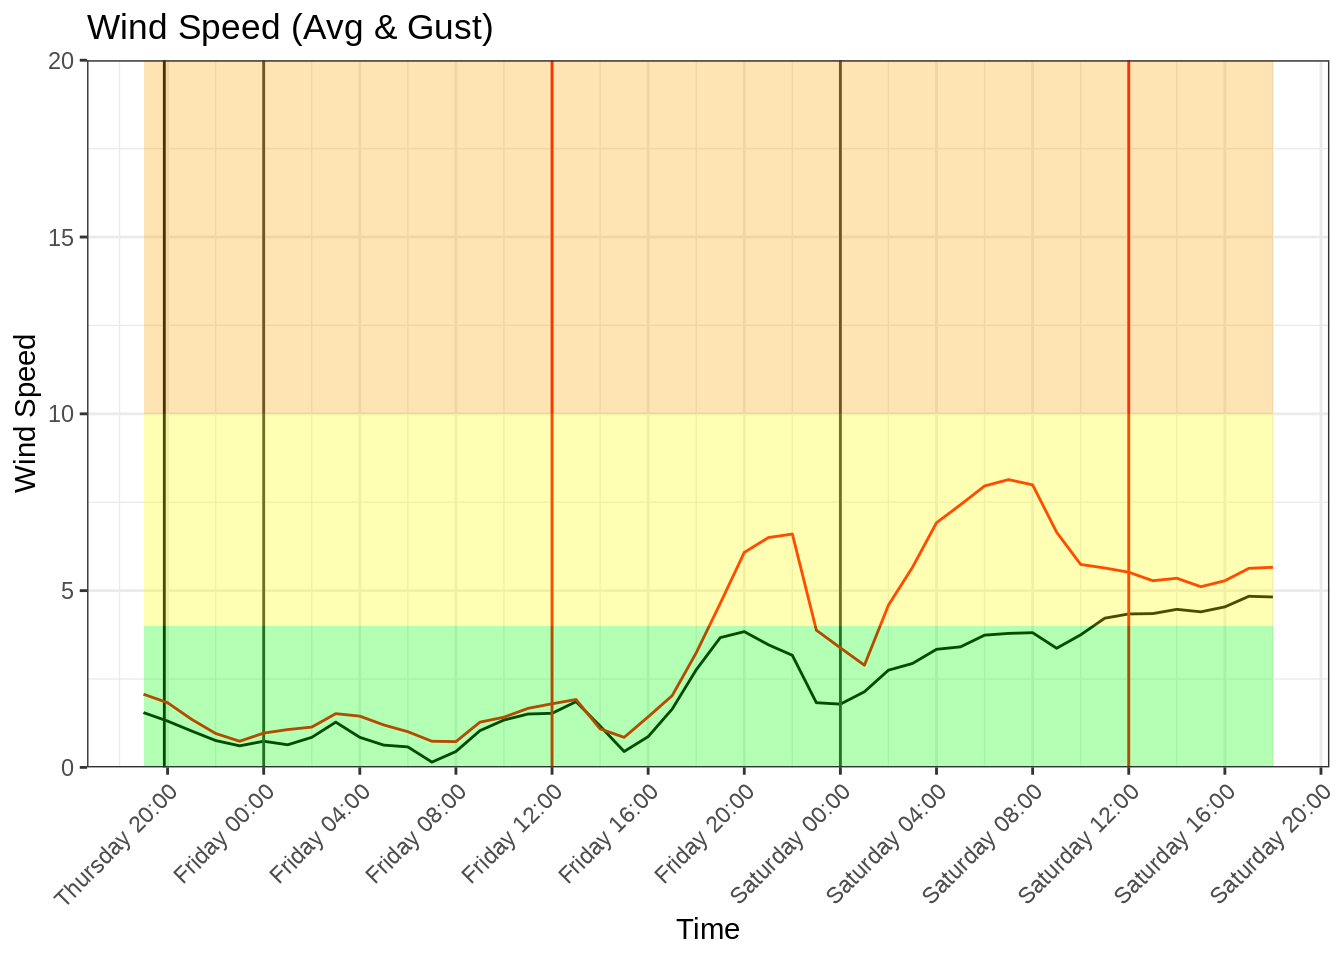 Wind Speed (Avg & Gust)
20
15
10
5
0
Wind Speed
Thursday 20:00
Friday 00:00
Friday 04:00
Friday 08:00
Friday 12:00
Friday 16:00
Friday 20:00
Saturday 00:00
Saturday 04:00
Saturday 08:00
Saturday 12:00
Saturday 16:00
Saturday 20:00
Time